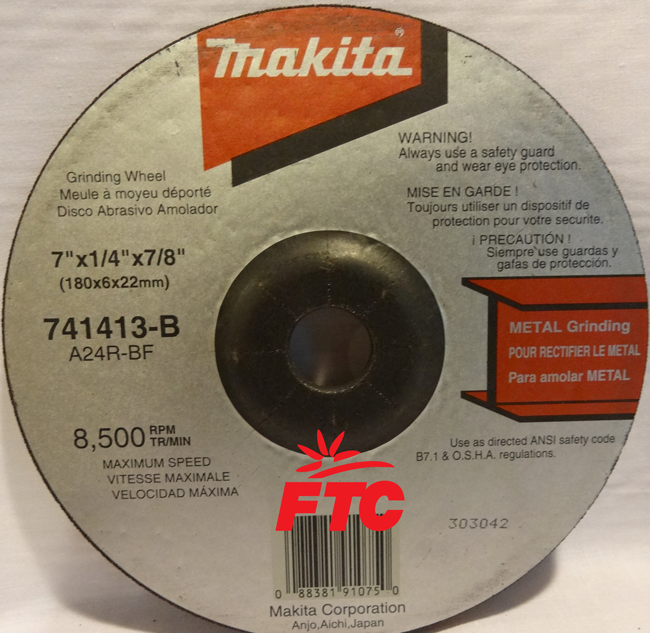 Makita®
WARNING!
Always use a safety guard
and wear eye protection.
MISE EN GARDE !
Toujours utiliser un dispositif de
protection pour votre securite.
¡ PRECAUTIÓN !
Siempre use guardas y
gafas de protección.
Grinding Wheel
Meule à moyeu déporté
Disco Abrasivo Amolador
7"x1/4"x7/8"
(180x6x22mm)
741413-B
A24R-BF
METAL Grinding
POUR RECTIFIER LE METAL
Para amolar METAL
8,500 RPM
TR/MIN
MAXIMUM SPEED
VITESSE MAXIMALE
VELOCIDAD MÁXIMA
Use as directed ANSI safety code
B7.1 & O.S.H.A. regulations.
FTC
303042
0 88381 91075 0
Makita Corporation
Anjo,Aichi,Japan